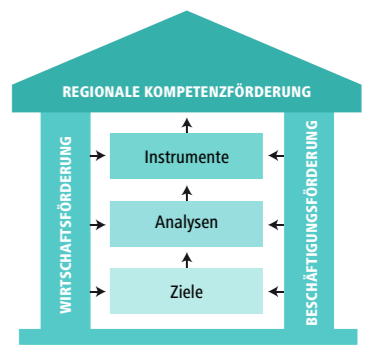 REGIONALE KOMPETENZFÖRDERUNG
WIRTSCHAFTSFÖRDERUNG
Instrumente
Analysen
Ziele
BESCHÄFTIGUNGSFÖRDERUNG